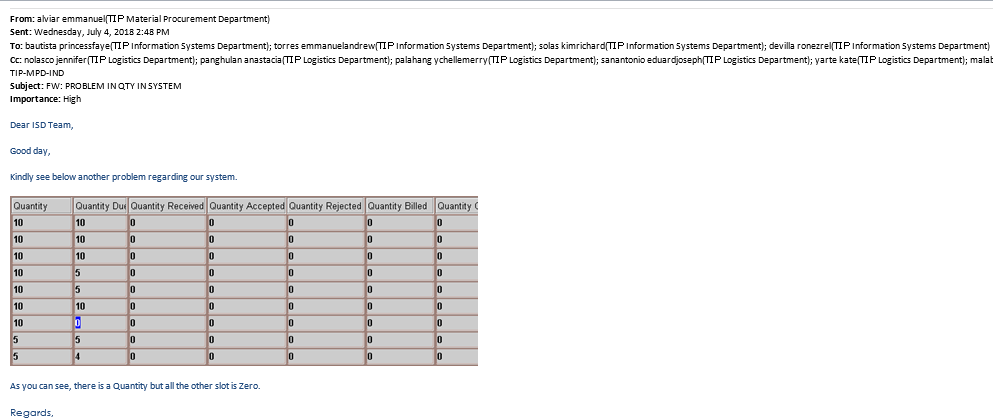 From: alviar emmanuel(TIP Material Procurement Department)
Sent: Wednesday, July 4, 2018 2:48 PM
To: bautista princessfaye(TIP Information Systems Department); torres emmanuelandrew(TIP Information Systems Department); solas kimrichard(TIP Information Systems Department); devilla ronezrel(TIP Information Systems Department)
Cc: nolasco jennifer(TIP Logistics Department); panghulan anastacia(TIP Logistics Department); palahang ychellemerry(TIP Logistics Department); sanantonio eduardjoseph(TIP Logistics Department); yarte kate(TIP Logistics Department); malab
TIP-MPD-IND
Subject: FW: PROBLEM IN QTY IN SYSTEM
Importance: High
Dear ISD Team,
Good day,
Kindly see below another problem regarding our system.
Quantity Quantity Du Quantity Received Quantity Accepted Quantity Rejected Quantity Billed Quantity
10 10 0 0 0 0 0
10 10 0 0 0 0 0
10 10 0 0 0 0 0
10 5 0 0 0 0 0
10 5 0 0 0 0 0
10 10 0 0 0 0 0
10 0 0 0 0 0 0
5 5 0 0 0 0 0
5 4 0 0 0 0 0
As you can see, there is a Quantity but all the other slot is Zero.
Regards,